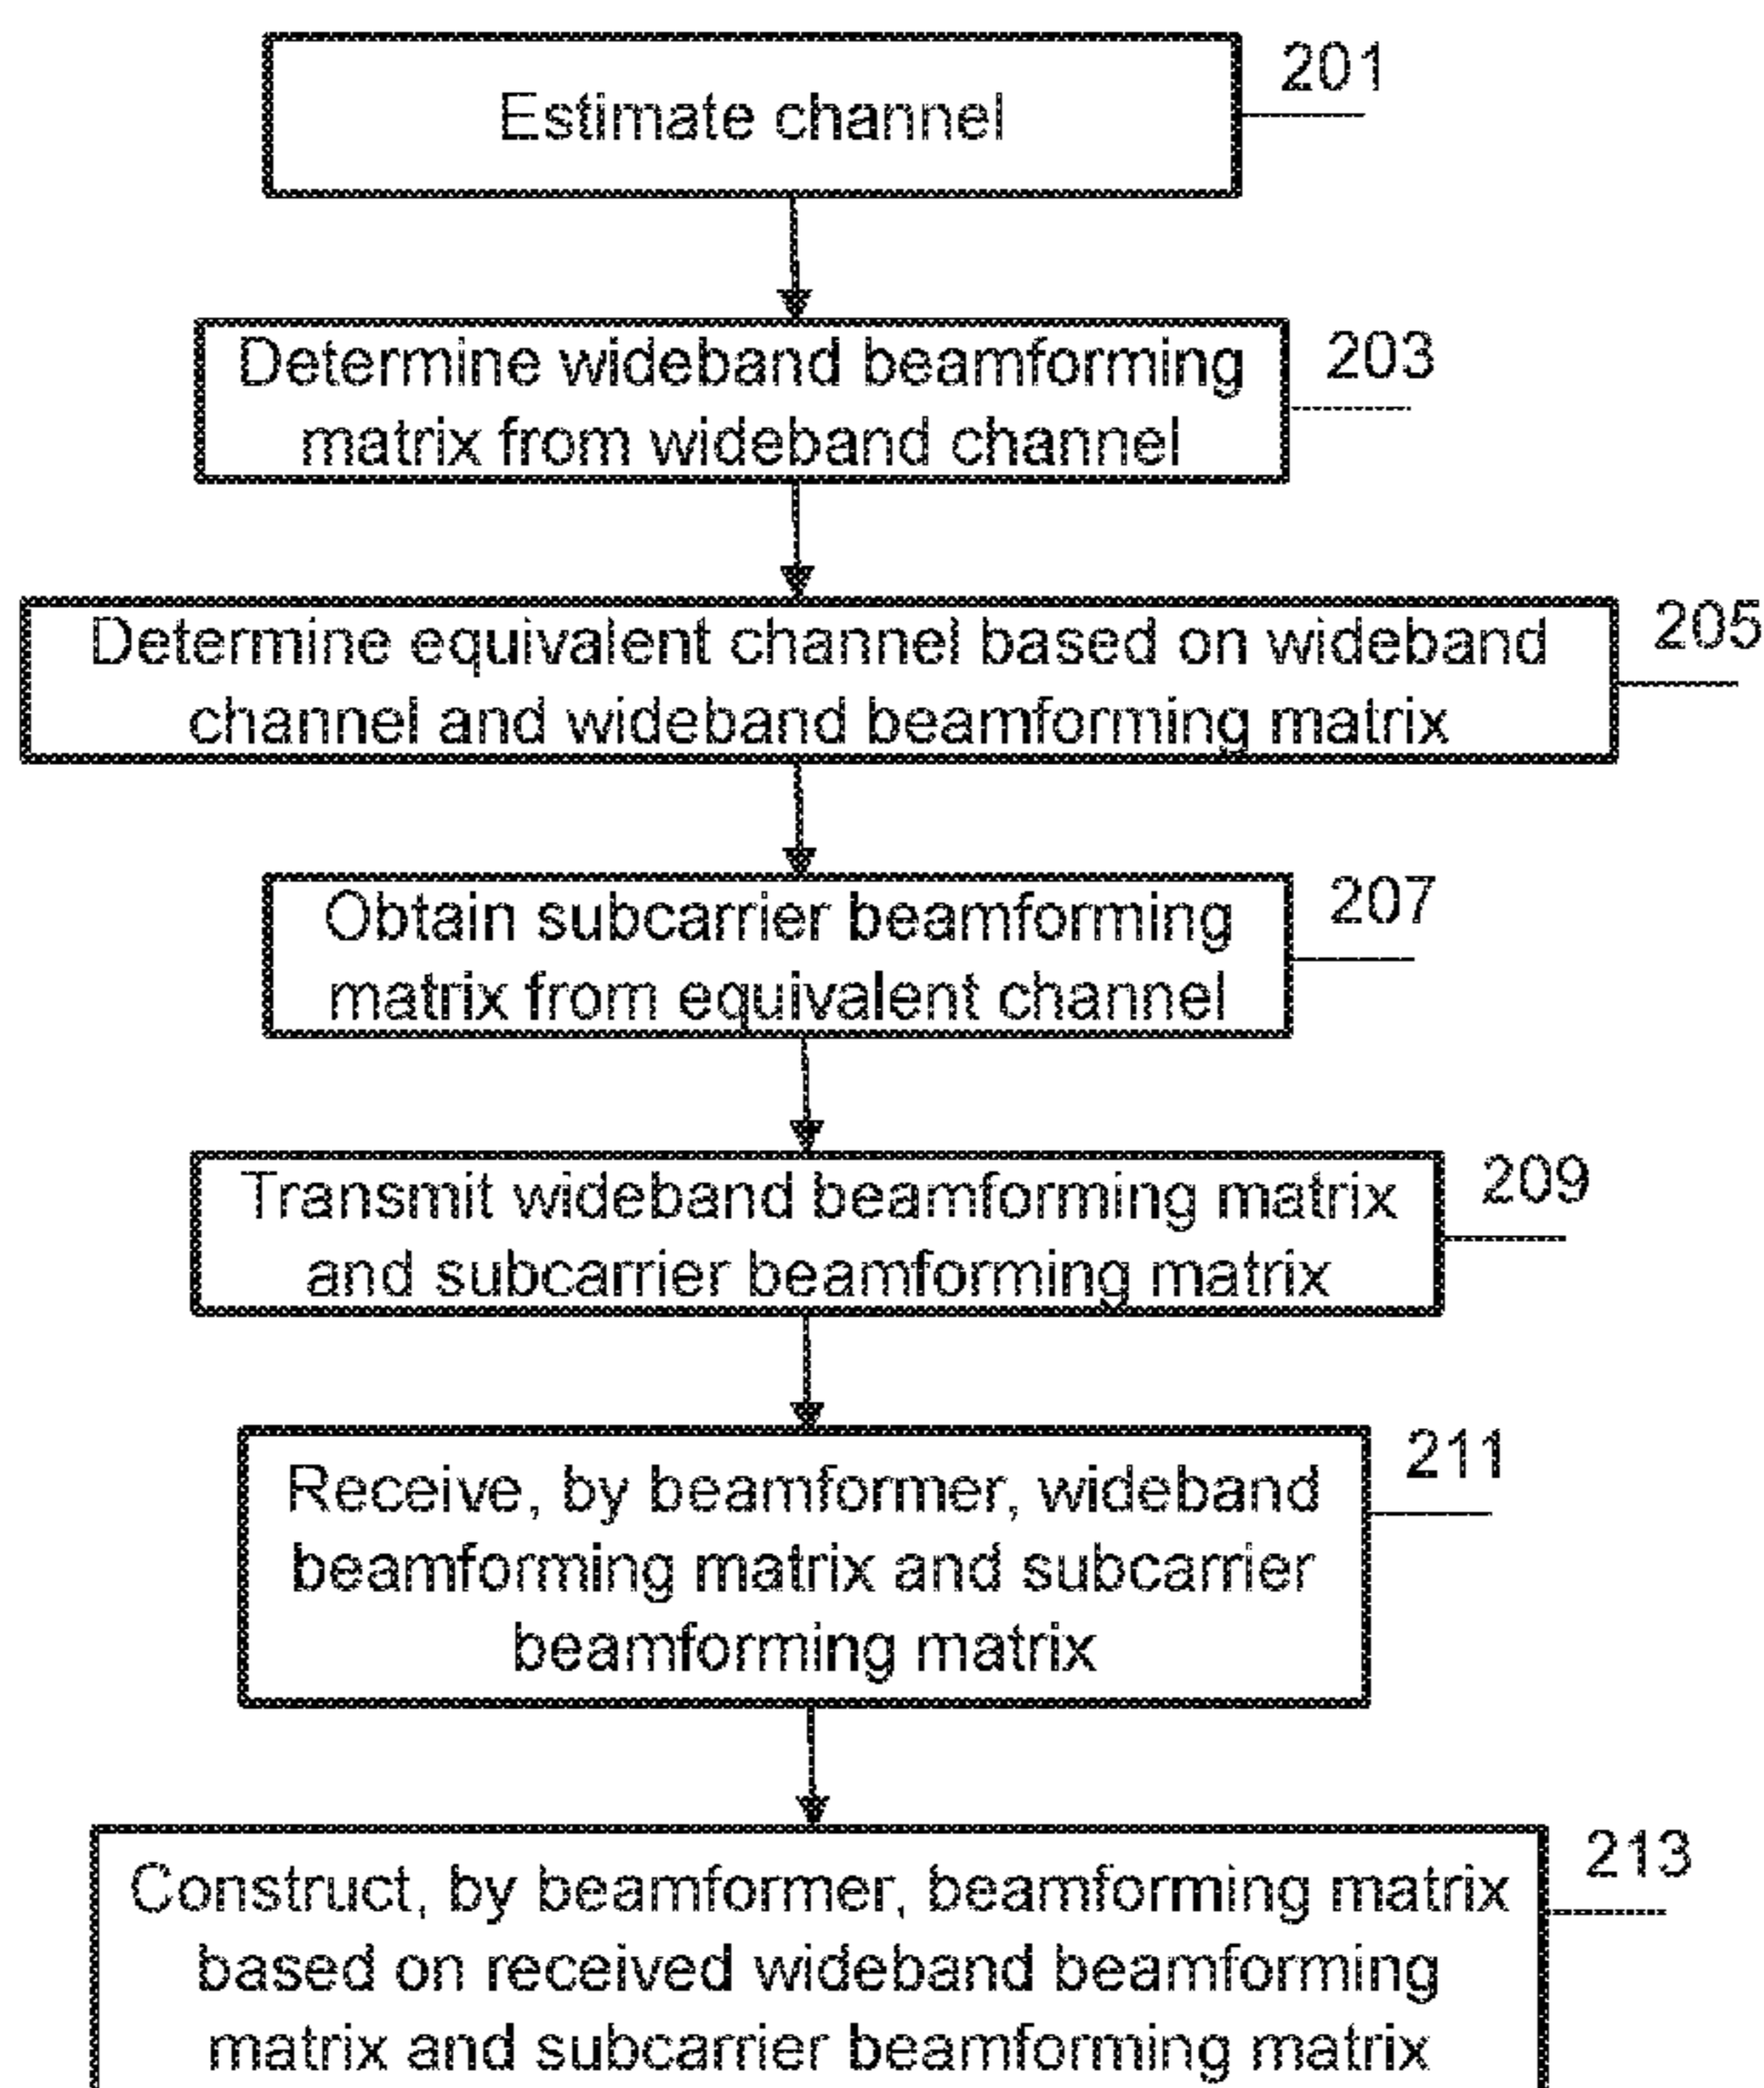 201
Estimate channel
203
Determine wideband beamforming
matrix from wideband channel
205
Determine equivalent channel based on wideband
channel and wideband beamforming matrix
207
Obtain subcarrier beamforming
matrix from equivalent channel
209
Transmit wideband beamforming matrix
and subcarrier beamforming matrix
211
Receive, by beamformer, wideband
beamforming matrix and subcarrier
beamforming matrix
213
Construct, by beamformer, beamforming matrix
based on received wideband beamforming
matrix and subcarrier beamforming matrix